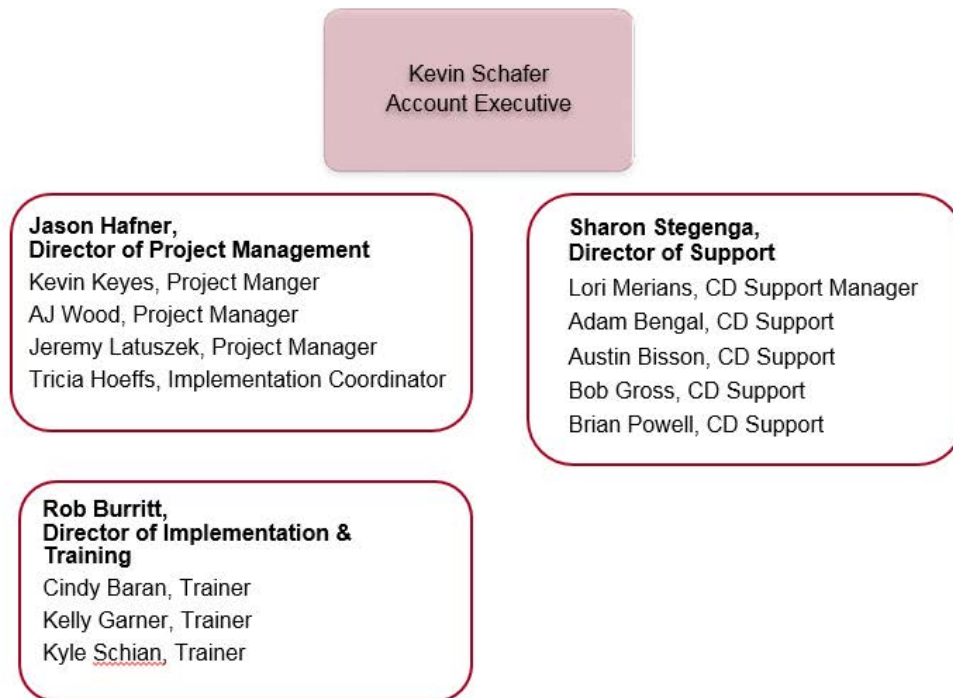 Kevin Schafer
Account Executive
Jason Hafner,
Director of Project Management
Kevin Keyes, Project Manger
AJ Wood, Project Manager
Jeremy Latuszek, Project Manager
Tricia Hoeffs, Implementation Coordinator
Sharon Stegenga,
Director of Support
Lori Merians, CD Support Manager
Adam Bengal, CD Support
Austin Bisson, CD Support
Bob Gross, CD Support
Brian Powell, CD Support
Rob Burritt,
Director of Implementation &
Training
Cindy Baran, Trainer
Kelly Garner, Trainer
Kyle Schian, Trainer